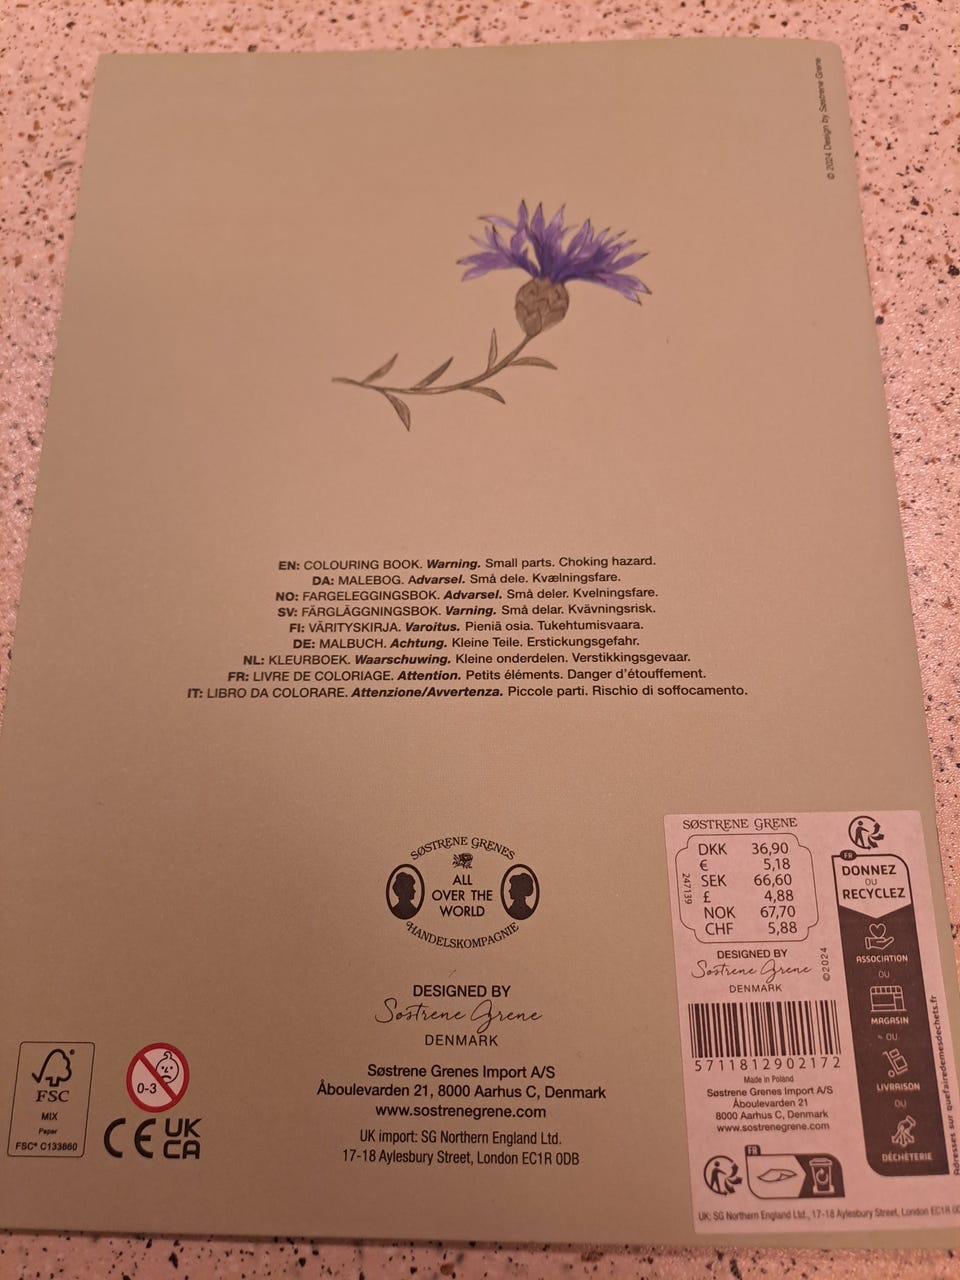 © 2024 Design by Søstrene Grene
EN: COLOURING BOOK. Warning. Small parts. Choking hazard.
DA: MALEBOG. Advarsel. Små dele. Kvælningsfare.
NO: FARGELEGGINGSBOK. Advarsel. Små deler. Kvelningsfare.
SV: FÄRGLÄGGNINGSBOK. Varning. Små delar. Kvävningsrisk.
FI: VÄRITYSKIRJA. Varoitus. Pieniä osia. Tukehtumisvaara.
DE: MALBUCH. Achtung. Kleine Teile. Erstickungsgefahr.
NL: KLEURBOEK. Waarschuwing. Kleine onderdelen. Verstikkingsgevaar.
FR: LIVRE DE COLORIAGE. Attention. Petits éléments. Danger d'étouffement.
IT: LIBRO DA COLORARE. Attenzione/Avvertenza. Piccole parti. Rischio di soffocamento.
SØSTRENE GRENES
ALL
OVER THE
WORLD
HANDELSKOMPAGNIE
DESIGNED BY
Søstrene Grene
DENMARK
Søstrene Grenes Import A/S
Åboulevarden 21, 8000 Aarhus C, Denmark
www.sostrenegrene.com
UK import: SG Northern England Ltd.
17-18 Aylesbury Street, London EC1R 0DB
FSC
MIX
Paper
FSC® C133660
0-3
CE
UK
CA
SØSTRENE GRENE
DKK 36,90
€ 5,18
SEK 66,60
£ 4,88
NOK 67,70
CHF 5,88
247139
DESIGNED BY
Søstrene Grene
DENMARK
©2024
5711812902172
Made in Poland
Søstrene Grenes Import A/S
Åboulevarden 21
8000 Aarhus C, Denmark
www.sostrenegrene.com
FR
UK: SG Northern England Ltd., 17-18 Aylesbury Street, London EC1R
FR
DONNEZ
OU
RECYCLEZ
ASSOCIATION
OU
MAGASIN
OU
LIVRAISON
OU
DÉCHÈTERIE
Adresses sur quefairedemesdechets.fr